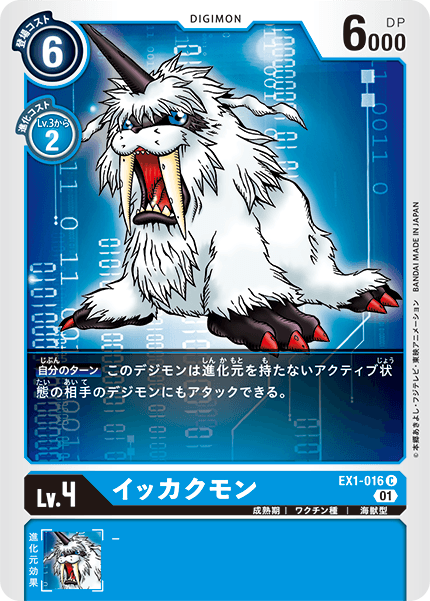 登場コスト
6
DIGIMON
DP
6000
進化コスト
Lv.3から
2
自分のターン このデジモンは進化元を持たないアクティブ状
態の相手のデジモンにもアタックできる。
©本郷あきよし・フジテレビ・東映アニメーション BANDAI MADE IN JAPAN
Lv.4
イッカクモン
EX1-016 C
01
成熟期 | ワクチン種 | 海獣型
進化元効果
-